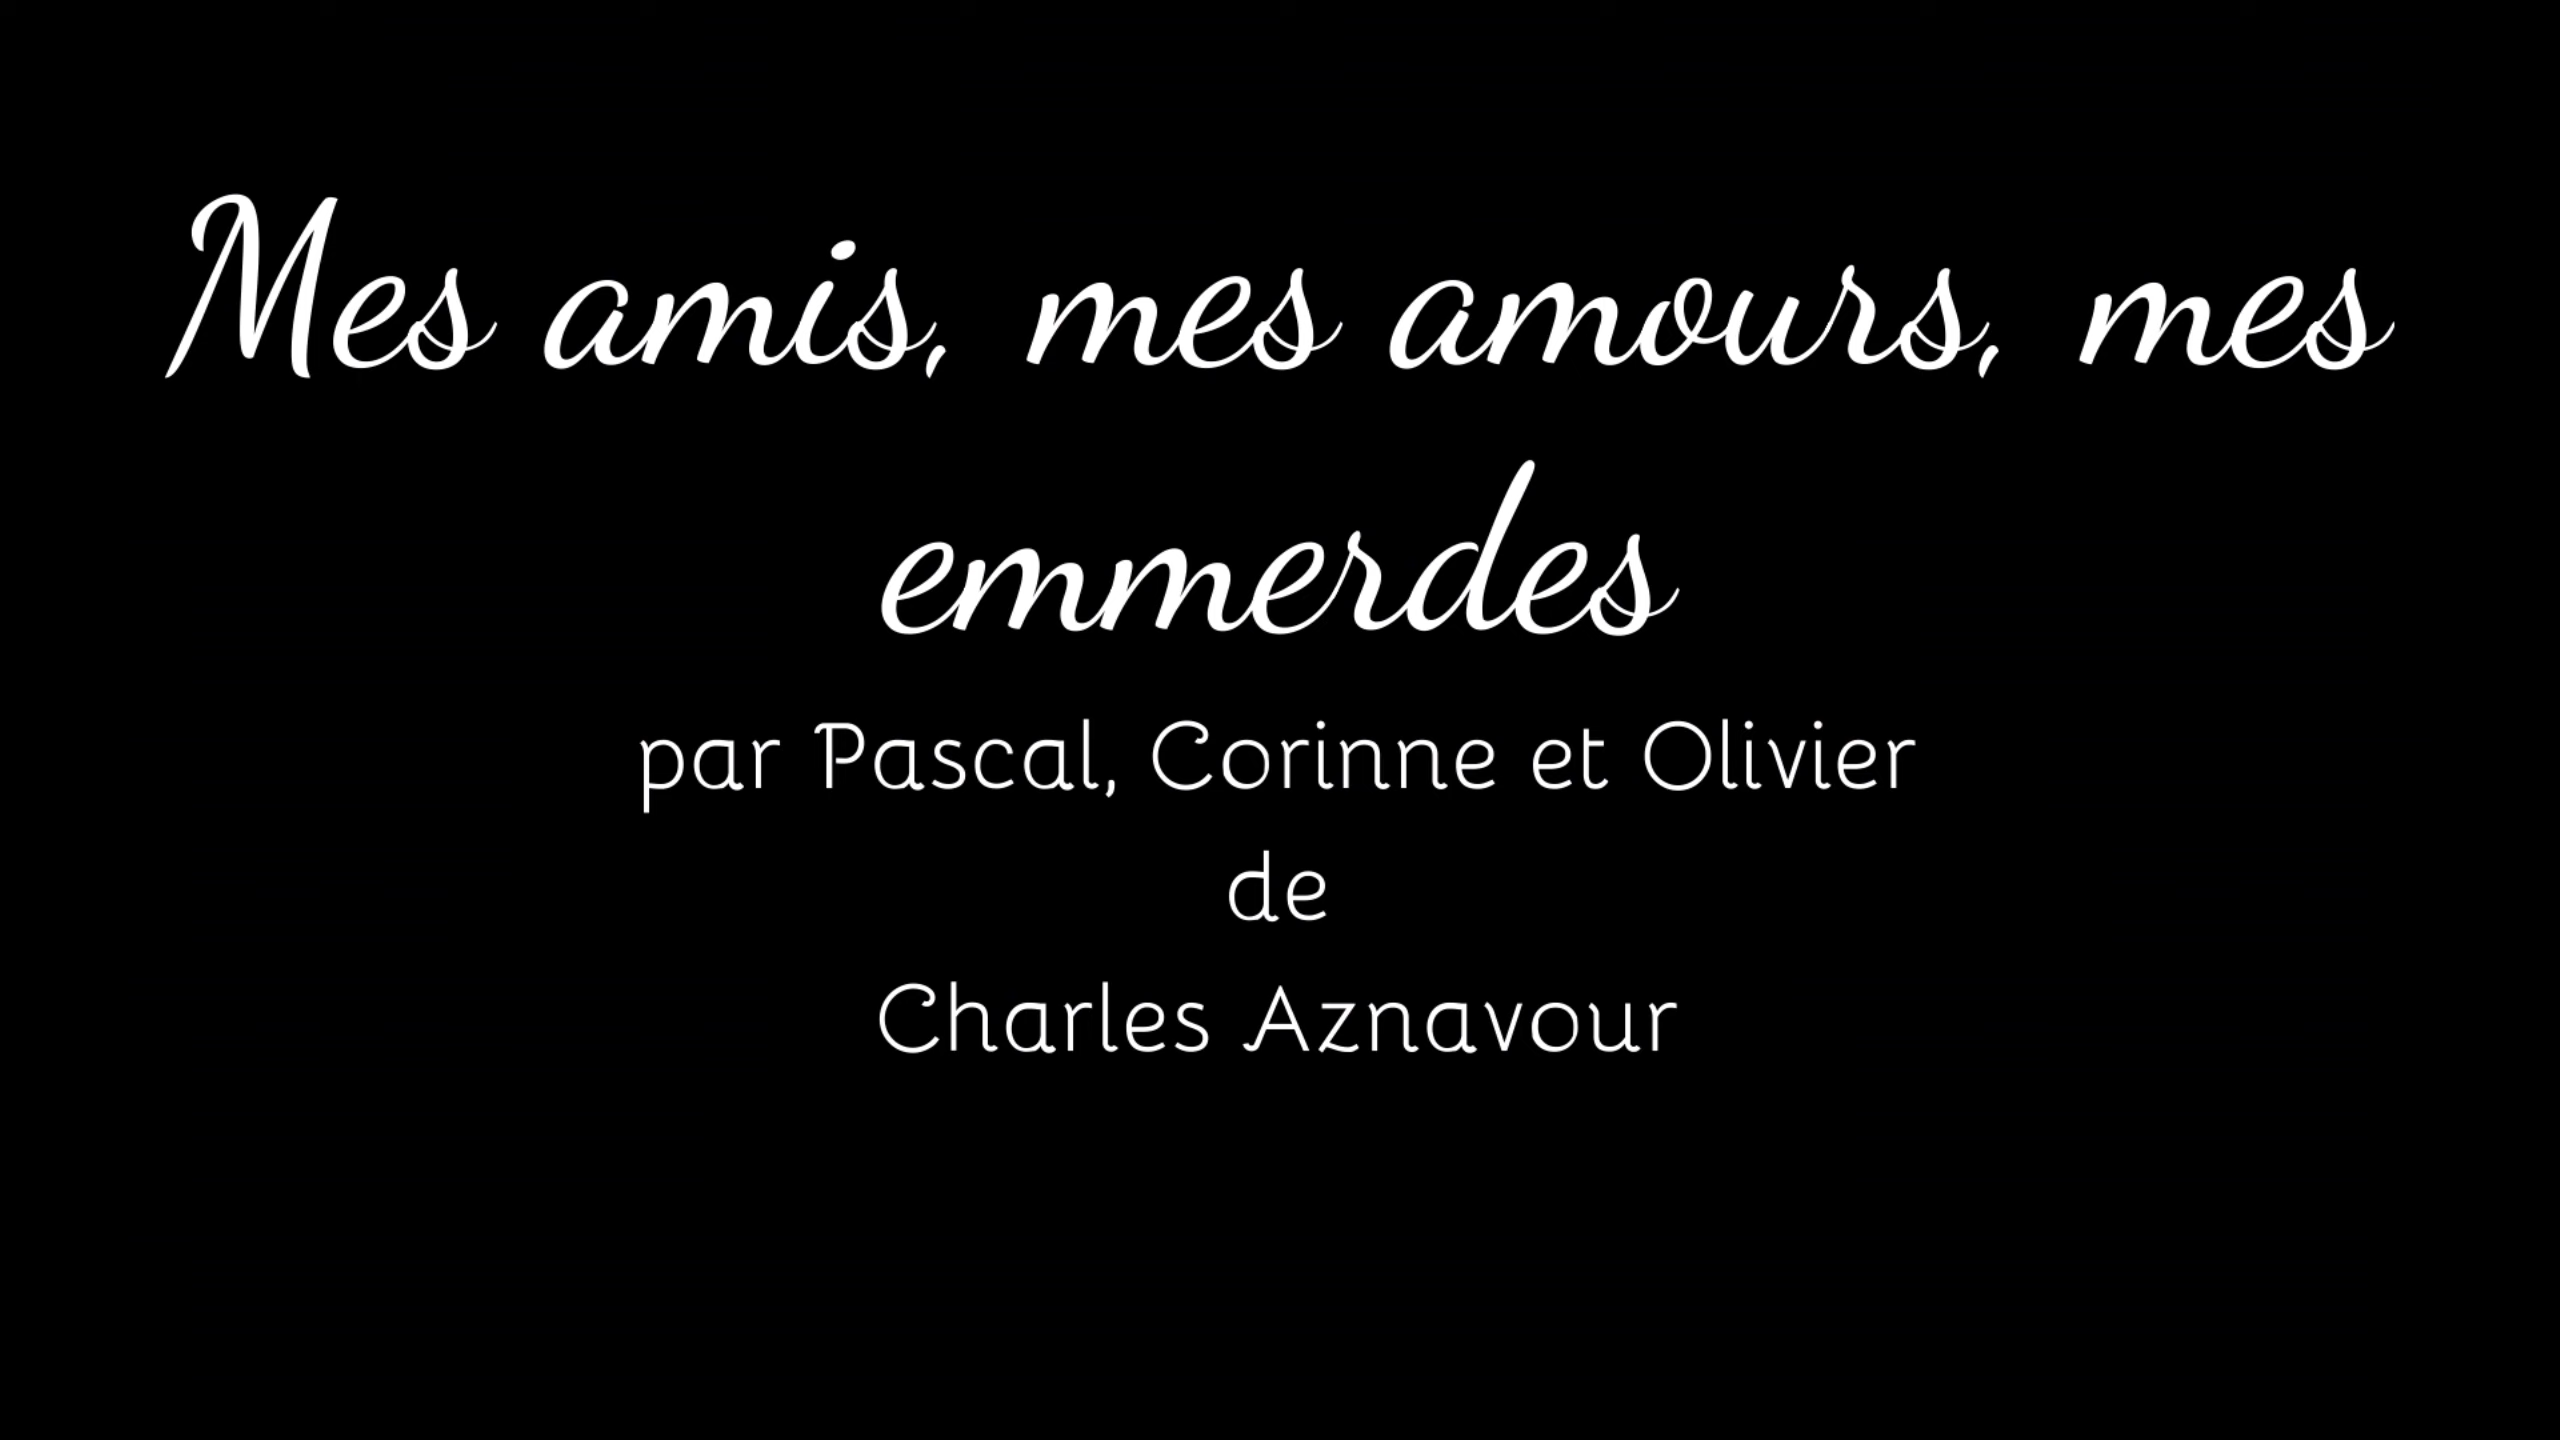 Mes amis, mes amours, mes
emmerdes
par Pascal, Corinne et Olivier
de
Charles Aznavour